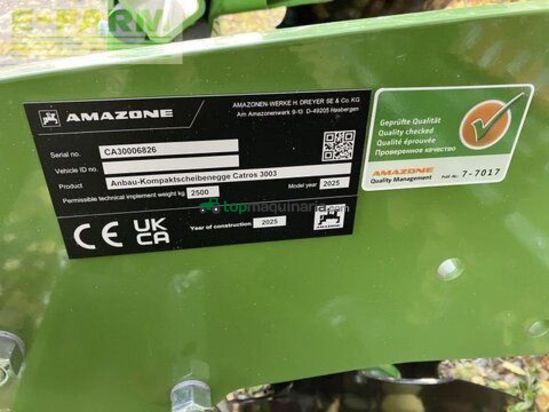 E-FARM
AMAZONE
AMAZONEN-WERKE H. DREYER SE & Co. KG
Am Amazonenwerk 9-13 D-49205 Hasbergen
Serial no. CA30006826
Vehicle ID no.
Product Anbau-Kompaktscheibenegge Catros 3003
Permissible technical implement weight kg 2500
Model year 2025
topmaquinaria.com
CE UK CA
Year of construction 2025
Geprüfte Qualität
Quality checked
Qualité éprouvée
Проверенное качество
AMAZONE
Quality Management
7-7017